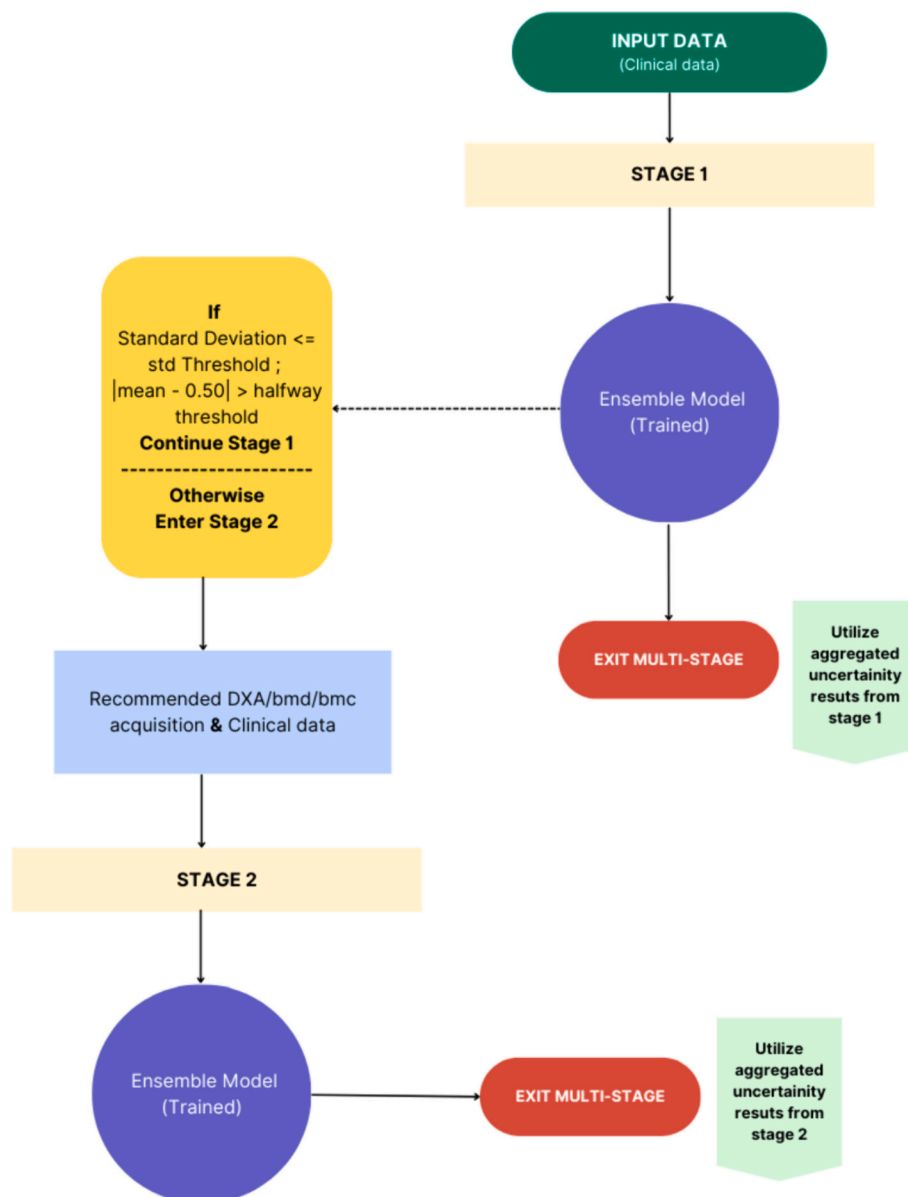 INPUT DATA
(Clinical data)
STAGE 1
If
Standard Deviation <=
std Threshold ;
|mean - 0.50| > halfway
threshold
Continue Stage 1
----------------------
Otherwise
Enter Stage 2
Ensemble Model
(Trained)
EXIT MULTI-STAGE
Utilize
aggregated
uncertainity
resuts from
stage 1
Recommended DXA/bmd/bmc
acquisition & Clinical data
STAGE 2
Ensemble Model
(Trained)
EXIT MULTI-STAGE
Utilize
aggregated
uncertainity
resuts from
stage 2